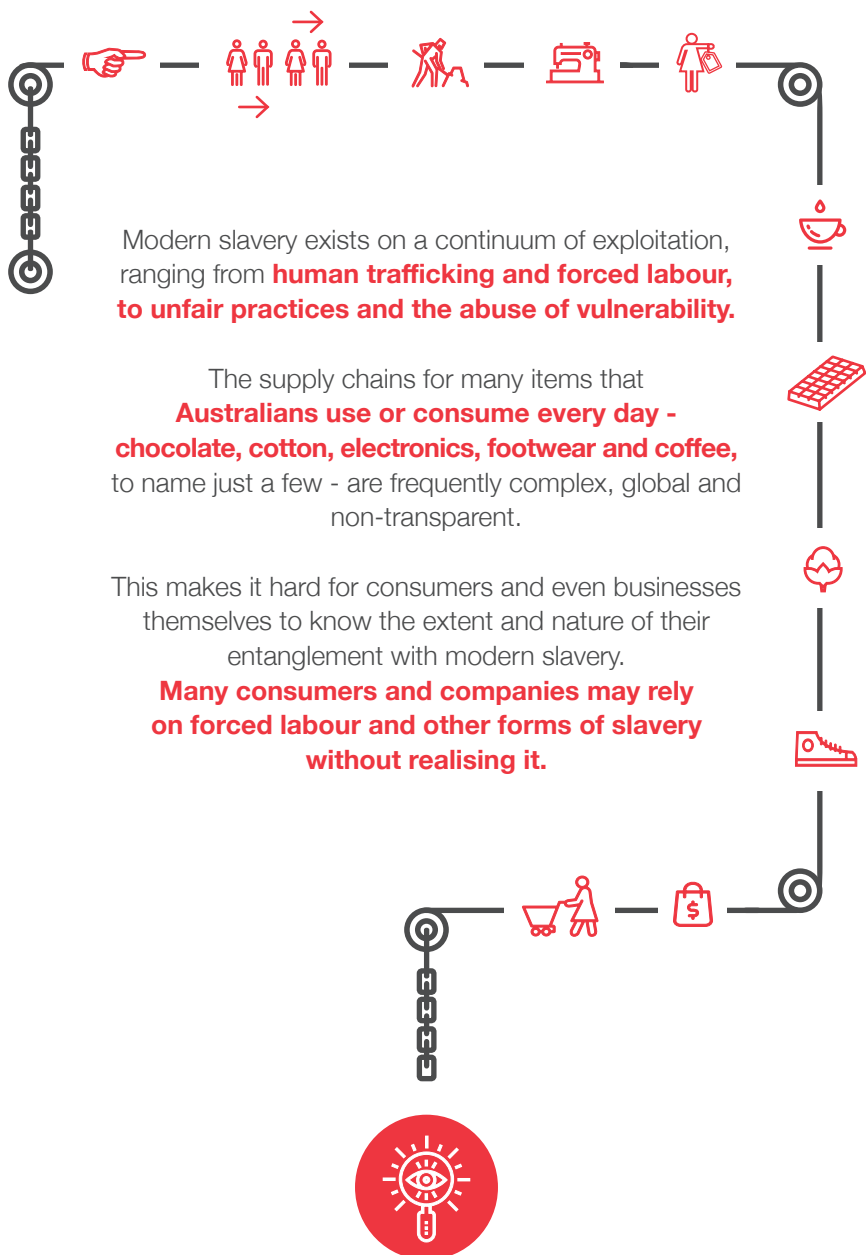 Modern slavery exists on a continuum of exploitation,
ranging from human trafficking and forced labour,
to unfair practices and the abuse of vulnerability.
The supply chains for many items that
Australians use or consume every day -
chocolate, cotton, electronics, footwear and coffee,
to name just a few - are frequently complex, global and
non-transparent.
This makes it hard for consumers and even businesses
themselves to know the extent and nature of their
entanglement with modern slavery.
Many consumers and companies may rely
on forced labour and other forms of slavery
without realising it.
$